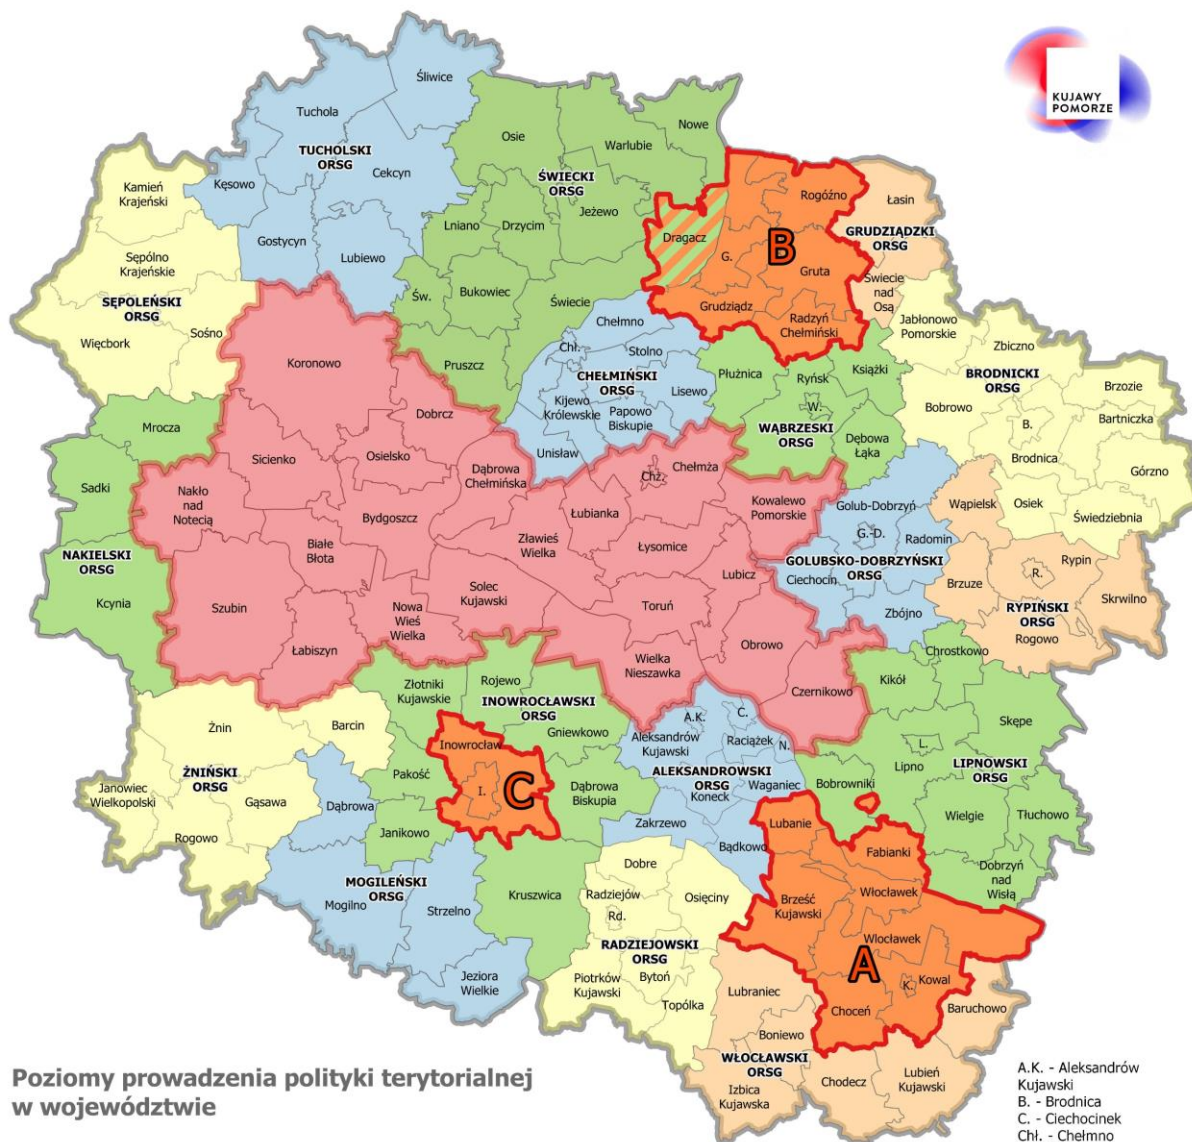 KUJAWY
POMORZE
Śliwice
Tuchola
TUCHOLSKI
ORSG
Cekcyn
Kęsowo
Gostycyn
Lubiewo
Osie
Nowe
Warlubie
ŚWIECKI
ORSG
Jeżewo
Lniano
Drzycim
Św.
Bukowiec
Świecie
Pruszcz
Dragacz
Rogóźno
B
G.
Gruta
Grudziądz
Radzyń
Chełmiński
Łasin
GRUDZIĄDZKI
ORSG
Świecie
nad
Osą
Kamień
Krajeński
Sępólno
Krajeńskie
SĘPOLEŃSKI
ORSG
Więcbork
Sośno
Chełmno
Chł.
Stolno
CHEŁMIŃSKI
ORSG
Lisewo
Kijewo
Królewskie
Papowo
Biskupie
Unisław
Płużnica
Ryńsk
Książki
W.
WĄBRZESKI
ORSG
Dębowa
Łąka
Jabłonowo
Pomorskie
Zbiczno
BRODNICKI
ORSG
Brzozie
Bobrowo
B.
Bartniczka
Brodnica
Górzno
Osiek
Świedziebnia
Mrocza
Sadki
NAKIELSKI
ORSG
Kcynia
Koronowo
Dobrcz
Sicienko
Osielsko
Dąbrowa
Chełmińska
Nakło
nad
Notecią
Bydgoszcz
Białe
Błota
Szubin
Łabiszyn
Nowa
Wieś
Wielka
Solec
Kujawski
Zławieś
Wielka
Łubianka
Chż.
Chełmża
Kowalewo
Pomorskie
Łysomice
Lubicz
Toruń
Wielka
Nieszawka
Obrowo
Czernikowo
Golub-Dobrzyń
G.-D.
Radomin
GOLUBSKO-DOBRZYŃSKI
ORSG
Ciechocin
Zbójno
Wąpielsk
R.
Rypin
Brzuze
RYPIŃSKI
ORSG
Skrwilno
Rogowo
Złotniki
Kujawskie
Rojewo
INOWROCŁAWSKI
ORSG
Gniewkowo
Inowrocław
I.
C
Pakość
Dąbrowa
Biskupia
Janikowo
Kruszwica
Żnin
Barcin
ŻNIŃSKI
ORSG
Janowiec
Wielkopolski
Gąsawa
Rogowo
Dąbrowa
MOGILEŃSKI
ORSG
Mogilno
Strzelno
Jeziora
Wielkie
A.K.
C.
Aleksandrów
Kujawski
Raciążek
N.
ALEKSANDROWSKI
ORSG
Waganiec
Koneck
Zakrzewo
Bądkowo
Chrostkowo
Kikół
Skępe
L.
Lipno
LIPNOWSKI
ORSG
Bobrowniki
Wielgie
Tłuchowo
Dobrzyń
nad
Wisłą
Dobre
Radziejów
Osięciny
Rd.
RADZIEJOWSKI
ORSG
Piotrków
Kujawski
Bytoń
Topólka
Lubanie
Fabianki
Brześć
Kujawski
Włocławek
Włocławek
A
K.
Kowal
Choceń
Baruchowo
Lubraniec
Boniewo
WŁOCŁAWSKI
ORSG
Izbica
Kujawska
Chodecz
Lubień
Kujawski
Poziomy prowadzenia polityki terytorialnej
w województwie
A.K. - Aleksandrów
Kujawski
B. - Brodnica
C. - Ciechocinek
Chł. - Chełmno